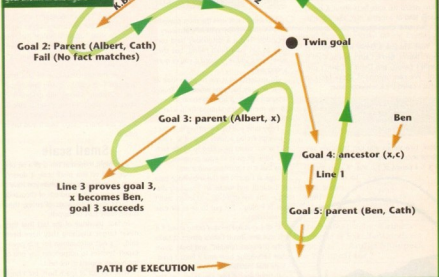 Goal 2: Parent (Albert, Cath)
Fail (No fact matches)
Twin goal
Goal 3: parent (Albert, x)
Ben
Goal 4: ancestor (x,c)
Line 1
Line 3 proves goal 3,
x becomes Ben,
goal 3 succeeds
Goal 5: parent (Ben, Cath)
PATH OF EXECUTION